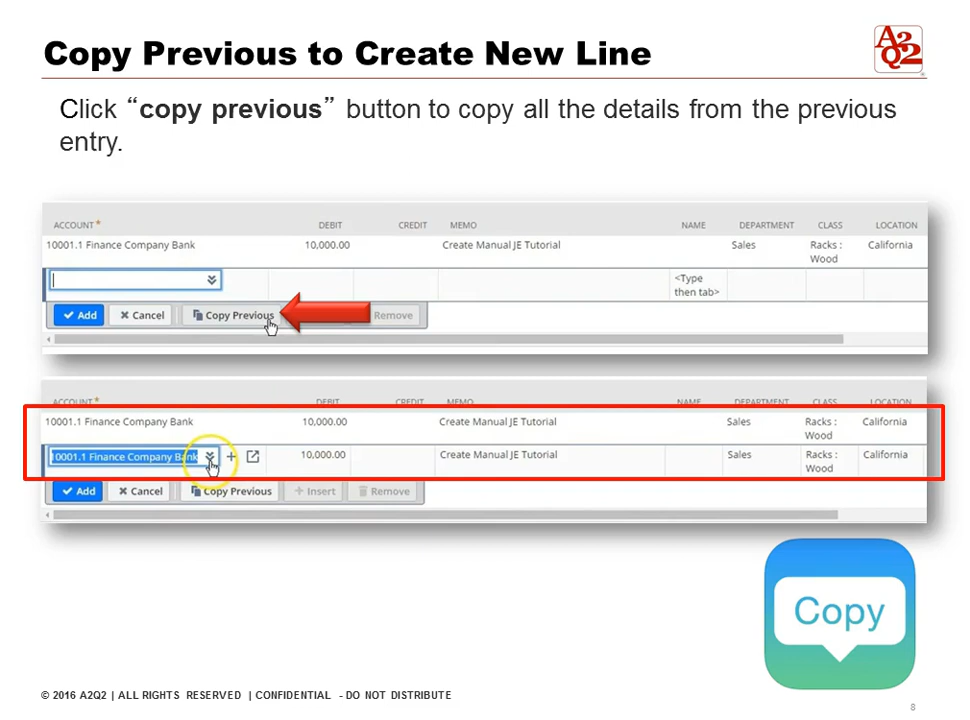 Copy Previous to Create New Line
A2Q2
Click “copy previous” button to copy all the details from the previous
entry.
ACCOUNT* DEBIT CREDIT MEMO NAME DEPARTMENT CLASS LOCATION
10001.1 Finance Company Bank 10,000.00 Create Manual JE Tutorial Sales Racks : California
Wood
<Type
then tab>
Add Cancel Copy Previous Remove
ACCOUNT* DEBIT CREDIT MEMO NAME DEPARTMENT CLASS LOCATION
10001.1 Finance Company Bank 10,000.00 Create Manual JE Tutorial Sales Racks : California
Wood
10001.1 Finance Company Bank 10,000.00 Create Manual JE Tutorial Sales Racks : California
Wood
Add Cancel Copy Previous + Insert Remove
Copy
© 2016 A2Q2 | ALL RIGHTS RESERVED | CONFIDENTIAL - DO NOT DISTRIBUTE
8